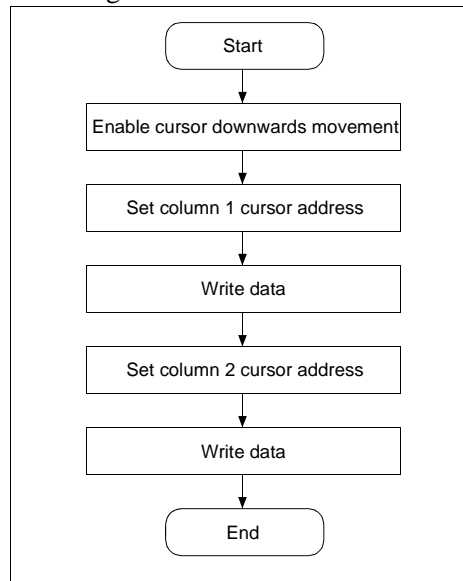 Start
Enable cursor downwards movement
Set column 1 cursor address
Write data
Set column 2 cursor address
Write data
End